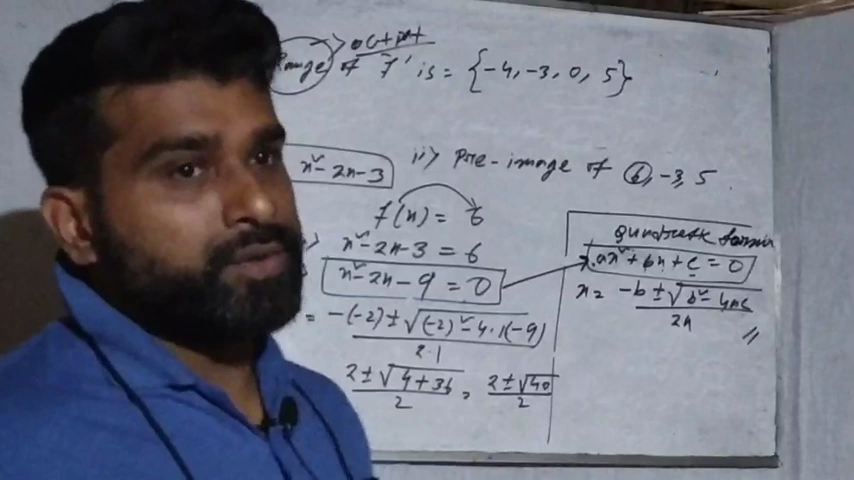 output
Range of 'f' is = {-4, -3, 0, 5}
x² - 2x - 3
ii) Pre-image of 6, -3, 5
f(x) = 6
x² - 2x - 3 = 6
x² - 2x - 9 = 0
= -(-2) ± √(-2)² - 4.1(-9) / 2.1
2 ± √4 + 36 / 2 = 2 ± √40 / 2
ax² + bx + c = 0
x = -b ± √b² - 4ac / 2a